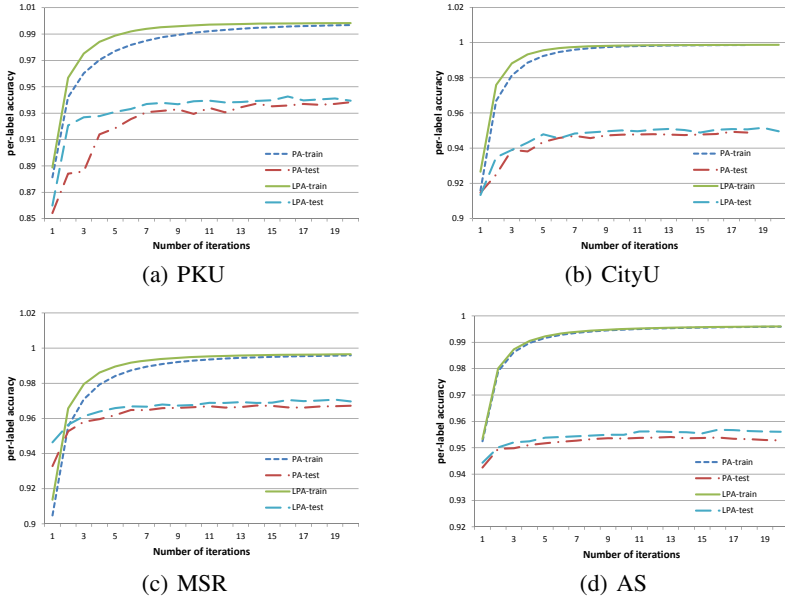 1.01
0.99
0.97
0.95
0.93
0.91
0.89
0.87
0.85
per-label accuracy
PA-train
PA-test
LPA-train
LPA-test
1 3 5 7 9 11 13 15 17 19
Number of iterations
(a) PKU
1.02
1
0.98
0.96
0.94
0.92
0.9
per-label accuracy
PA-train
PA-test
LPA-train
LPA-test
1 3 5 7 9 11 13 15 17 19
Number of iterations
(b) CityU
1.02
1
0.98
0.96
0.94
0.92
0.9
per-label accuracy
PA-train
PA-test
LPA-train
LPA-test
1 3 5 7 9 11 13 15 17 19
Number of iterations
(c) MSR
1
0.99
0.98
0.97
0.96
0.95
0.94
0.93
0.92
per-label accuracy
PA-train
PA-test
LPA-train
LPA-test
1 3 5 7 9 11 13 15 17 19
Number of iterations
(d) AS